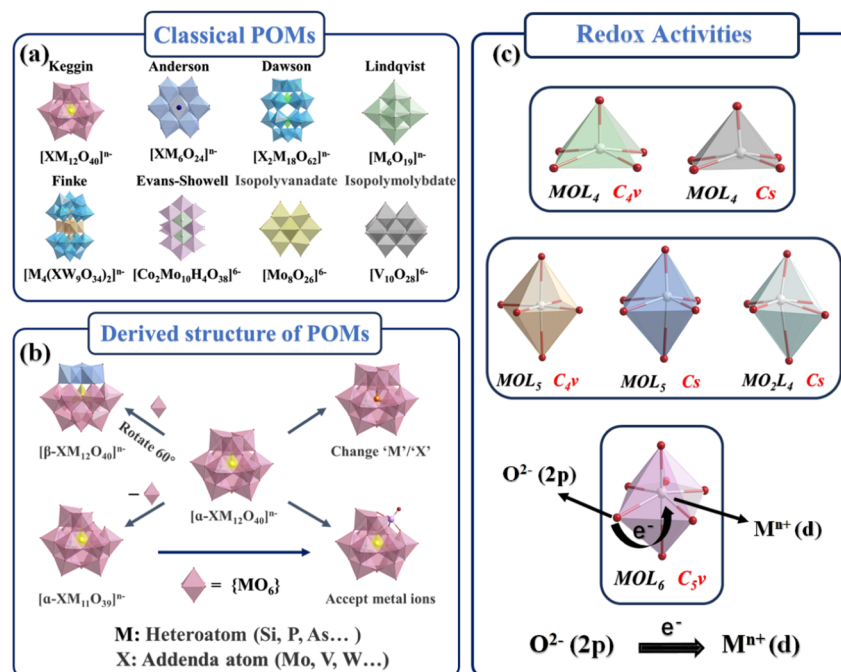 Classical POMs
(a)
Keggin Anderson Dawson Lindqvist
[XM₁₂O₄₀]ⁿ⁻ [XM₆O₂₄]ⁿ⁻ [X₂M₁₈O₆₂]ⁿ⁻ [M₆O₁₉]ⁿ⁻
Finke Evans-Showell Isopolyvanadate Isopolymolybdate
[M₄(XW₉O₃₄)₂]ⁿ⁻ [Co₂Mo₁₀H₄O₃₈]⁶⁻ [Mo₈O₂₆]⁶⁻ [V₁₀O₂₈]⁶⁻
Derived structure of POMs
(b)
Rotate 60°
[β-XM₁₂O₄₀]ⁿ⁻
Change 'M'/'X'
–
[α-XM₁₂O₄₀]ⁿ⁻
[α-XM₁₁O₃₉]ⁿ⁻
= {MO₆}
Accept metal ions
M: Heteroatom (Si, P, As… )
X: Addenda atom (Mo, V, W…)
Redox Activities
(c)
MOL₄ C₄v MOL₄ Cs
MOL₅ C₄v MOL₅ Cs MO₂L₄ Cs
O²⁻ (2p)
e⁻
Mⁿ⁺ (d)
MOL₆ C₅v
e⁻
O²⁻ (2p) Mⁿ⁺ (d)